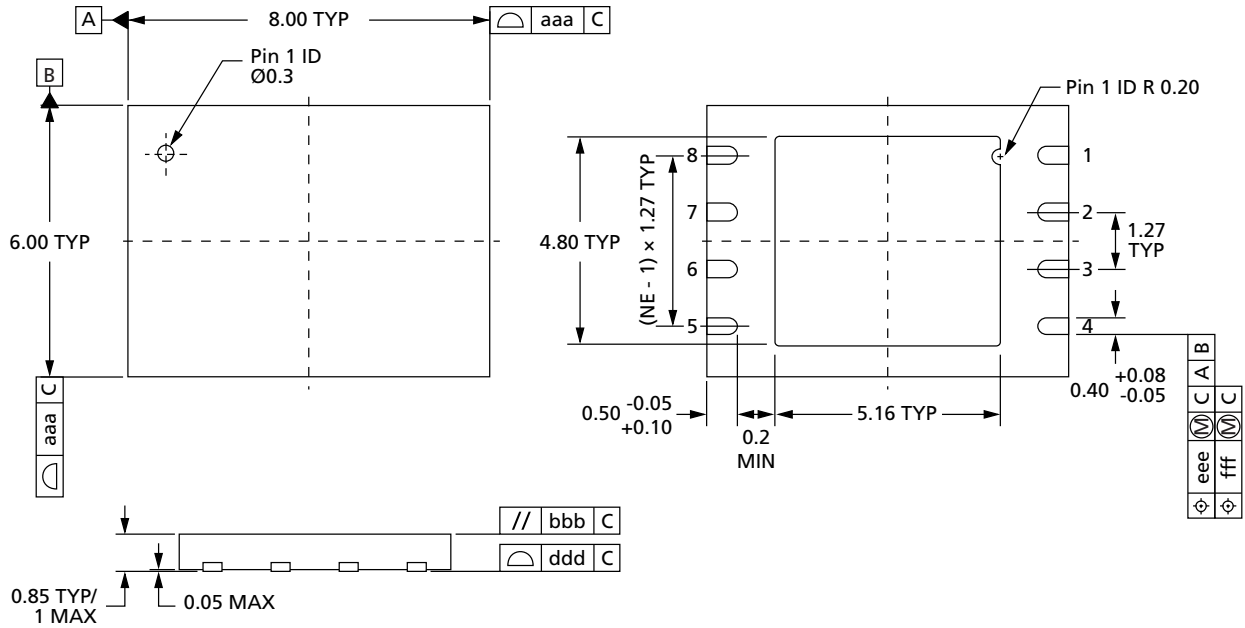 A
8.00 TYP
⌓ aaa C
Pin 1 ID
Ø0.3
B
6.00 TYP
⌓ aaa C
Pin 1 ID R 0.20
8
7
6
5
1
2
3
4
(NE - 1) × 1.27 TYP
4.80 TYP
1.27
TYP
0.40 +0.08
-0.05
⌖ eee Ⓜ C A B
⌖ fff Ⓜ C
0.50 -0.05
+0.10
0.2
MIN
5.16 TYP
// bbb C
⌓ ddd C
0.85 TYP/
1 MAX
0.05 MAX